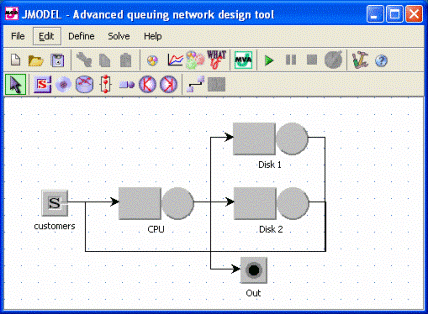 JMODEL - Advanced queuing network design tool
File Edit Define Solve Help
WHAT IF
MVA
?
S
Disk 1
S
customers
CPU
Disk 2
Out